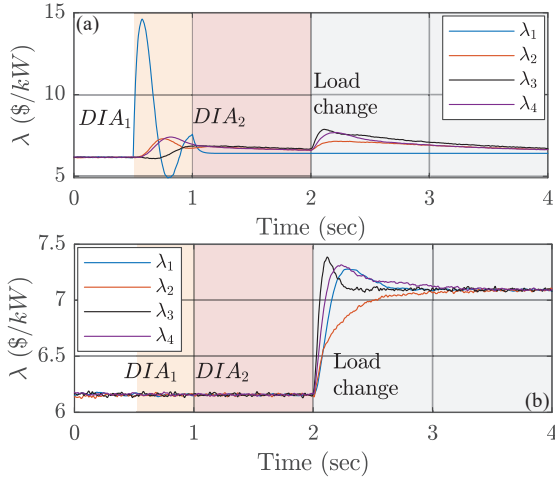 (a)
λ ($/kW)
15
10
5
DIA₁
DIA₂
Load
change
λ₁
λ₂
λ₃
λ₄
0 1 2 3 4
Time (sec)
λ ($/kW)
7.5
7
6.5
6
λ₁
λ₂
λ₃
λ₄
DIA₁
DIA₂
Load
change
(b)
0 1 2 3 4
Time (sec)